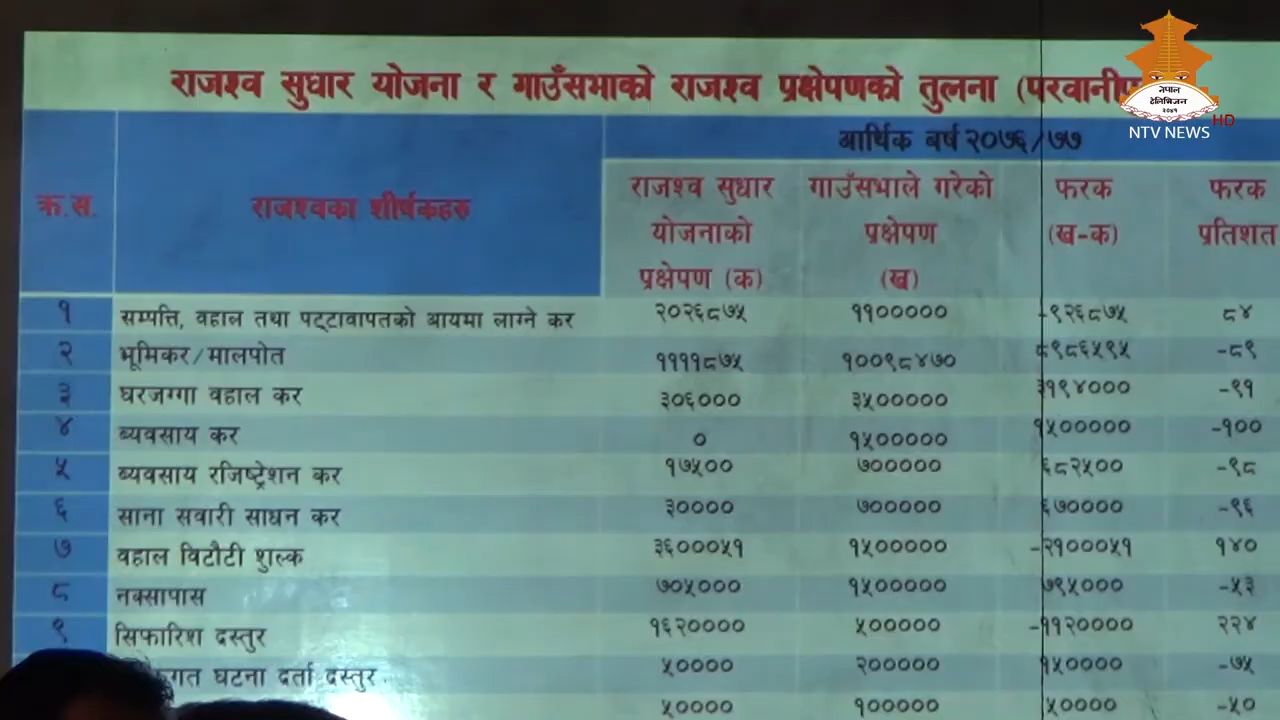 राजश्व सुधार योजना र गाउँसभाको राजश्व प्रक्षेपणको तुलना
नेपाल
टेलिभिजन
२०४१
NTV NEWS HD
आर्थिक बर्ष २०७६/७७
क्र.स. राजश्वका शीर्षकहरु राजश्व सुधार योजनाको प्रक्षेपण (क) गाउँसभाले गरेको प्रक्षेपण (ख) फरक (ख-क) फरक प्रतिशत
१ सम्पत्ति, वहाल तथा पट्टावापतको आयमा लाग्ने कर २०२६८७५ ११००००० -९२६८७५ ८४
२ भूमिकर/मालपोत ११११८७५ १००९८४७० ८९८६५९५ -८९
३ घरजग्गा वहाल कर ३०६००० ३५००००० ३१९४००० -९१
४ ब्यवसाय कर ० १५००००० १५००००० -१००
५ ब्यवसाय रजिष्ट्रेशन कर १७५०० ७००००० ६८२५०० -९८
६ साना सवारी साधन कर ३०००० ७००००० ६७०००० -९६
७ वहाल विटौटी शुल्क ३६०००५१ १५००००० -२१०००५१ १४०
८ नक्सापास ७०५००० १५००००० ७९५००० -५३
९ सिफारिश दस्तुर १६२०००० ५००००० -११२०००० २२४
घटना दर्ता दस्तुर ५०००० २००००० १५०००० -७५
५०००० १००००० ५०००० -५०